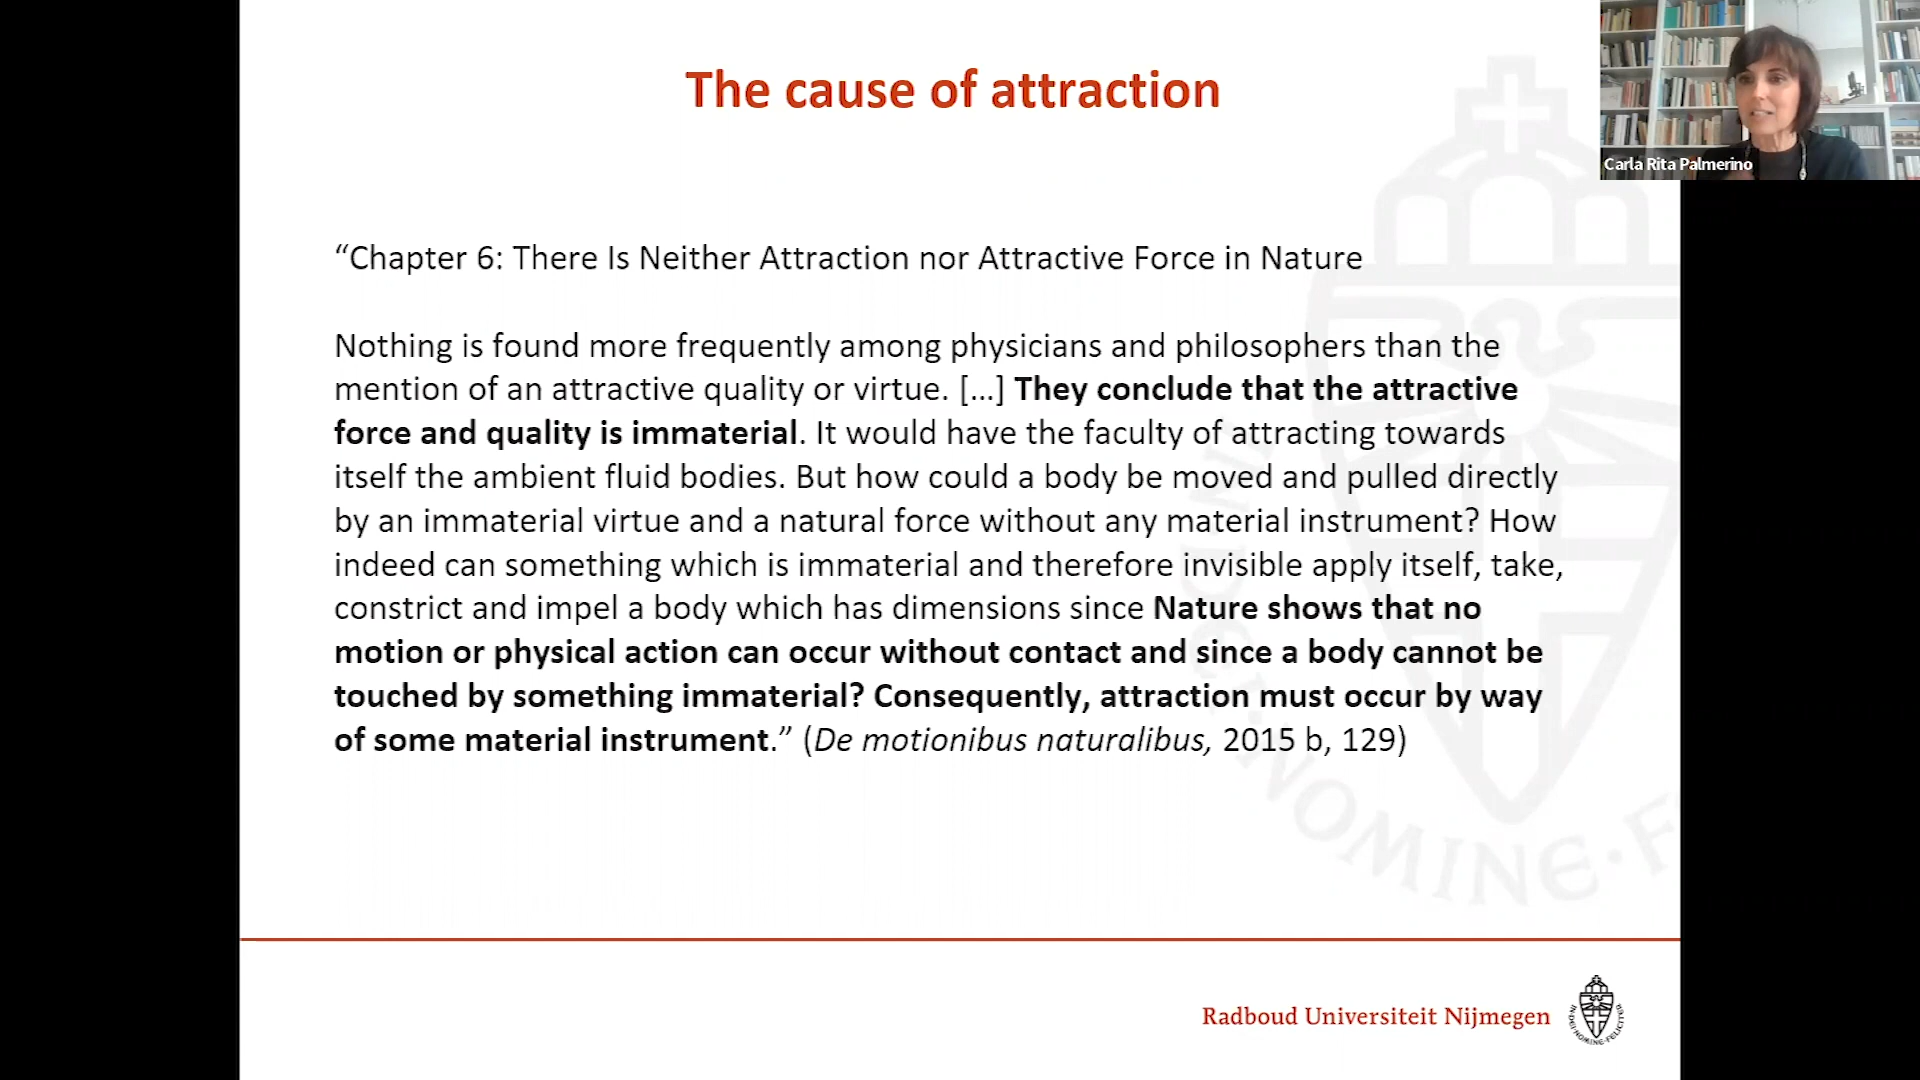 The cause of attraction
Carla Rita Palmerino
“Chapter 6: There Is Neither Attraction nor Attractive Force in Nature
Nothing is found more frequently among physicians and philosophers than the
mention of an attractive quality or virtue. […] They conclude that the attractive
force and quality is immaterial. It would have the faculty of attracting towards
itself the ambient fluid bodies. But how could a body be moved and pulled directly
by an immaterial virtue and a natural force without any material instrument? How
indeed can something which is immaterial and therefore invisible apply itself, take,
constrict and impel a body which has dimensions since Nature shows that no
motion or physical action can occur without contact and since a body cannot be
touched by something immaterial? Consequently, attraction must occur by way
of some material instrument.” (De motionibus naturalibus, 2015 b, 129)
NOMINE · F
Radboud Universiteit Nijmegen
IN DEI NOMINE FELICITER